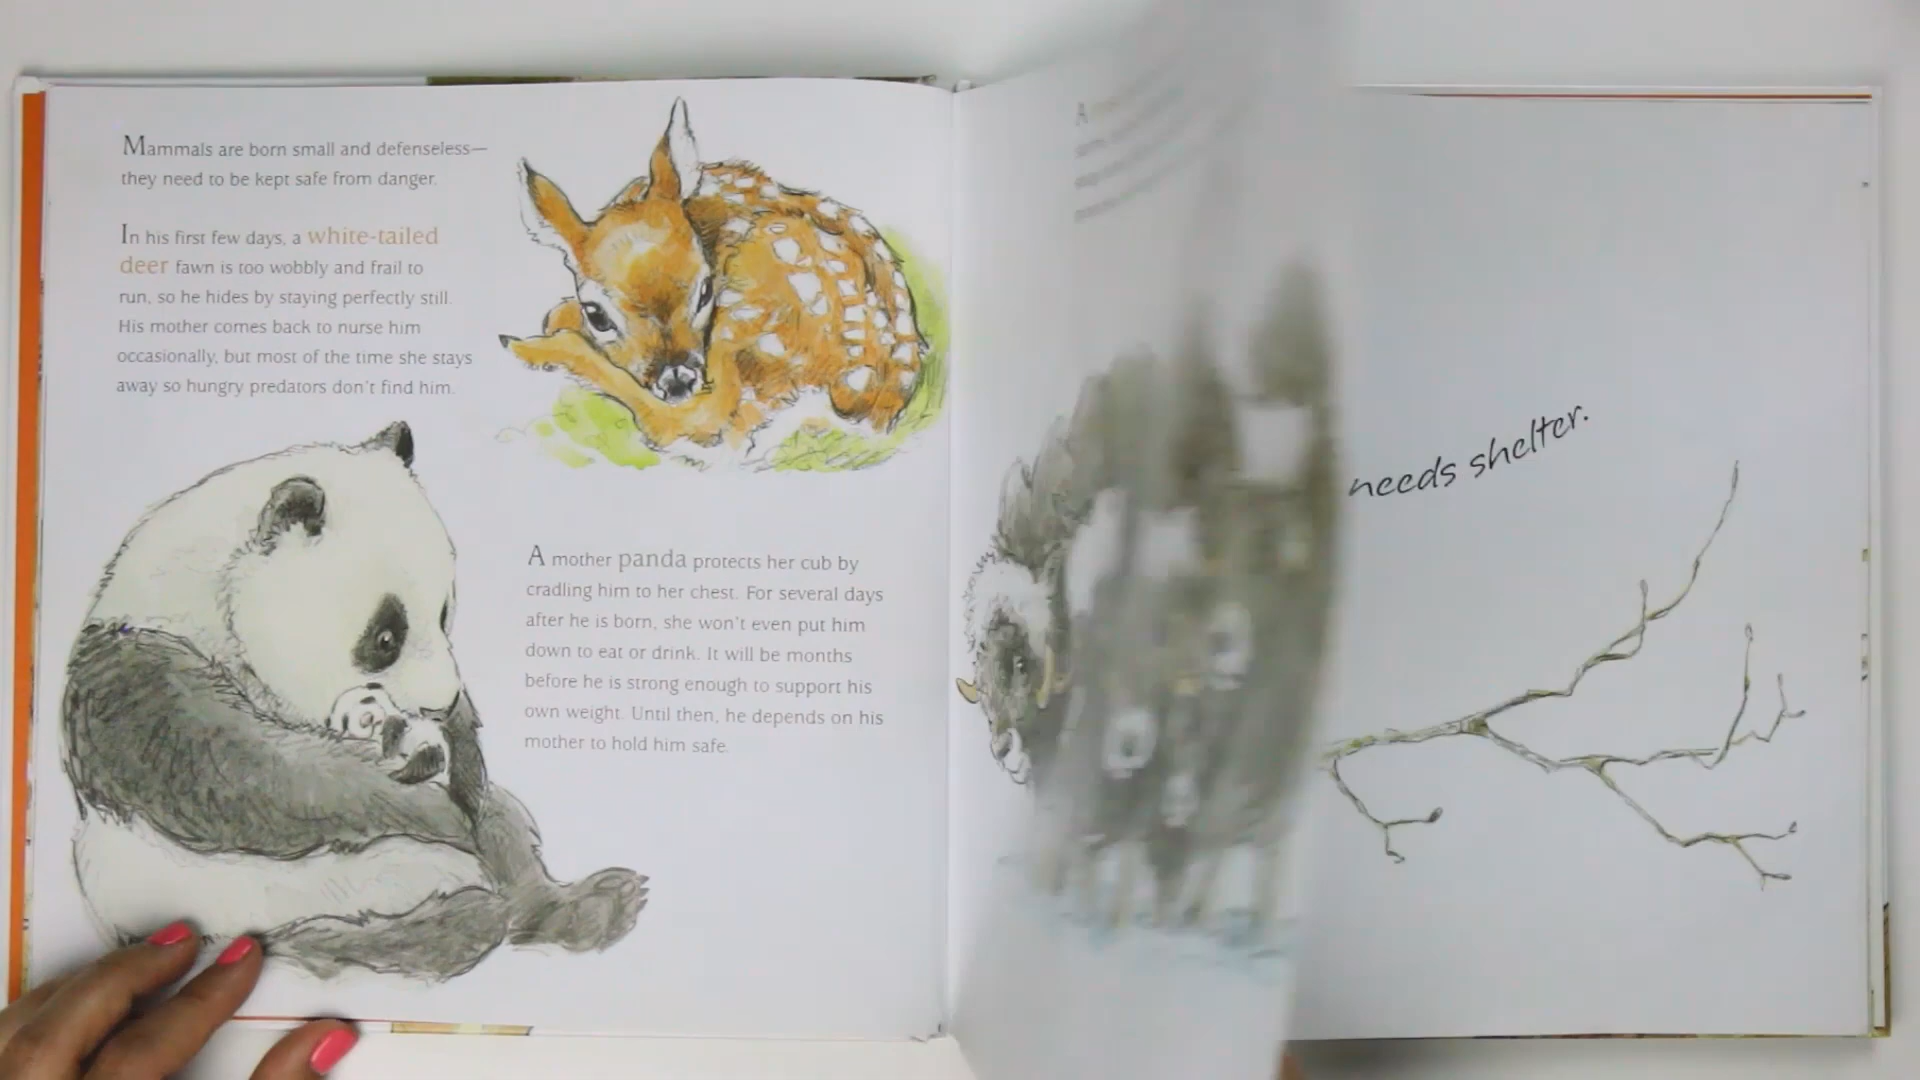 Mammals are born small and defenseless—
they need to be kept safe from danger.
In his first few days, a white-tailed
deer fawn is too wobbly and frail to
run, so he hides by staying perfectly still.
His mother comes back to nurse him
occasionally, but most of the time she stays
away so hungry predators don't find him.
A mother panda protects her cub by
cradling him to her chest. For several days
after he is born, she won't even put him
down to eat or drink. It will be months
before he is strong enough to support his
own weight. Until then, he depends on his
mother to hold him safe.
A
needs shelter.